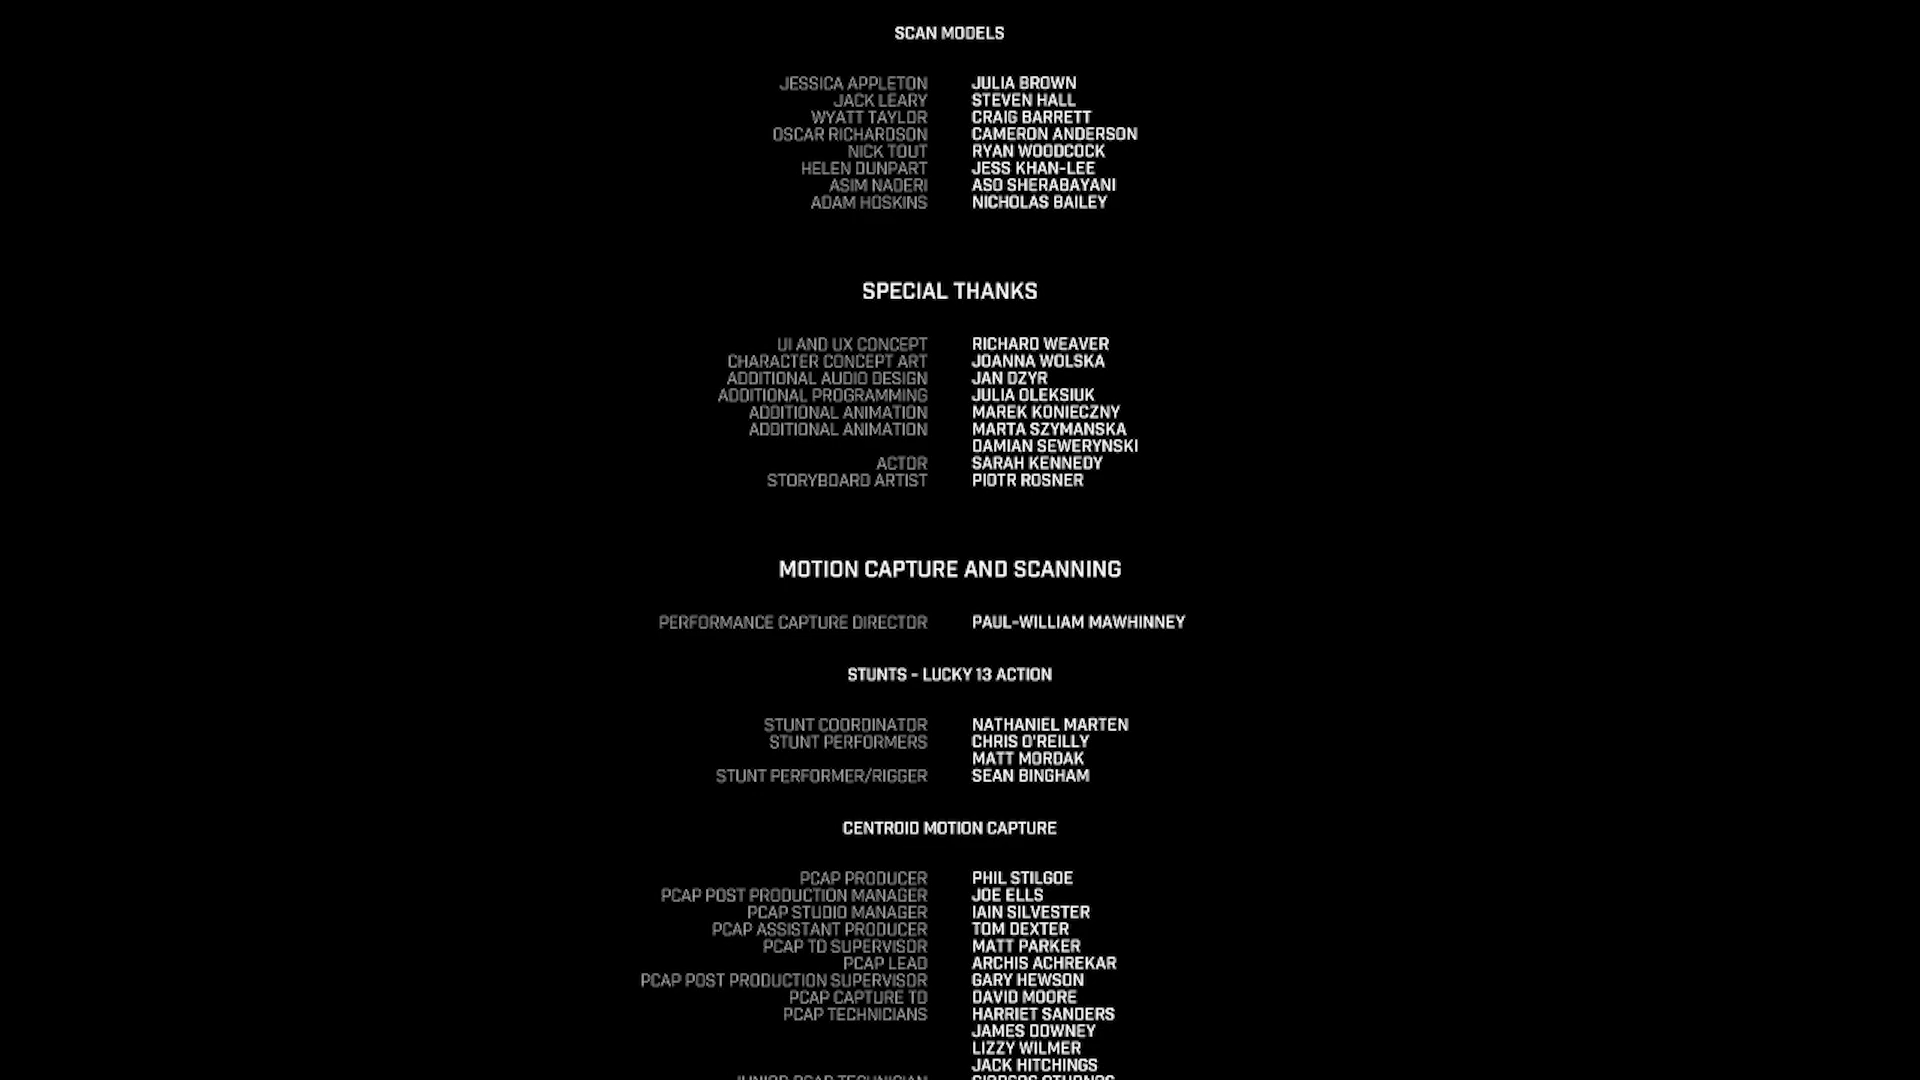 SCAN MODELS
JESSICA APPLETON JULIA BROWN
JACK LEARY STEVEN HALL
WYATT TAYLOR CRAIG BARRETT
OSCAR RICHARDSON CAMERON ANDERSON
NICK TOUT RYAN WOODCOCK
HELEN DUNPART JESS KHAN-LEE
ASIM NADERI ASO SHERABAYANI
ADAM HOSKINS NICHOLAS BAILEY
SPECIAL THANKS
UI AND UX CONCEPT RICHARD WEAVER
CHARACTER CONCEPT ART JOANNA WOLSKA
ADDITIONAL AUDIO DESIGN JAN DZYR
ADDITIONAL PROGRAMMING JULIA OLEKSIUK
ADDITIONAL ANIMATION MAREK KONIECZNY
ADDITIONAL ANIMATION MARTA SZYMANSKA
DAMIAN SEWERYNSKI
ACTOR SARAH KENNEDY
STORYBOARD ARTIST PIOTR ROSNER
MOTION CAPTURE AND SCANNING
PERFORMANCE CAPTURE DIRECTOR PAUL-WILLIAM MAWHINNEY
STUNTS - LUCKY 13 ACTION
STUNT COORDINATOR NATHANIEL MARTEN
STUNT PERFORMERS CHRIS O'REILLY
MATT MORDAK
STUNT PERFORMER/RIGGER SEAN BINGHAM
CENTROID MOTION CAPTURE
PCAP PRODUCER PHIL STILGOE
PCAP POST PRODUCTION MANAGER JOE ELLS
PCAP STUDIO MANAGER IAIN SILVESTER
PCAP ASSISTANT PRODUCER TOM DEXTER
PCAP TD SUPERVISOR MATT PARKER
PCAP LEAD ARCHIS ACHREKAR
PCAP POST PRODUCTION SUPERVISOR GARY HEWSON
PCAP CAPTURE TD DAVID MOORE
PCAP TECHNICIANS HARRIET SANDERS
JAMES DOWNEY
LIZZY WILMER
JACK HITCHINGS
JUNIOR PCAP TECHNICIAN